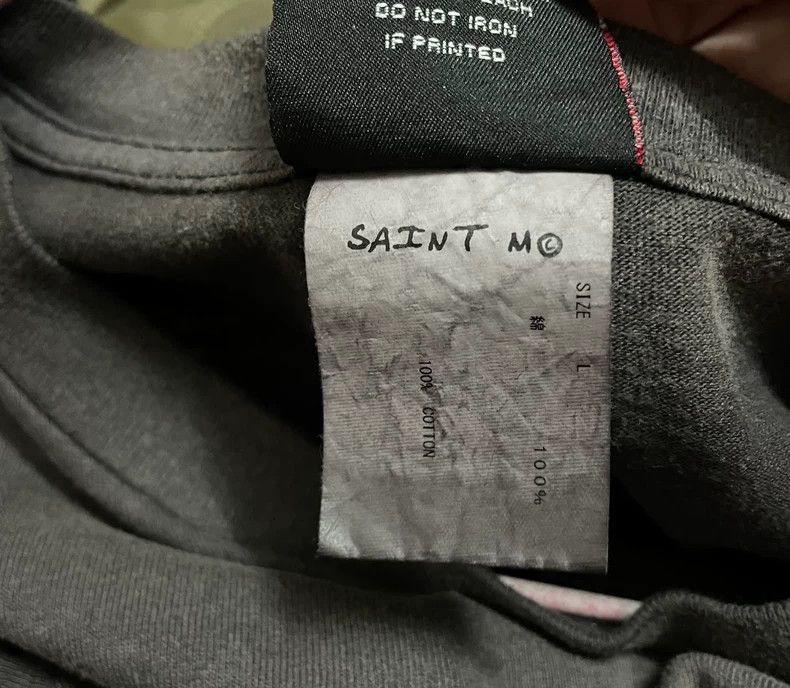 DO NOT IRON
IF PRINTED
SAINT M©
SIZE L
綿 100%
100% COTTON